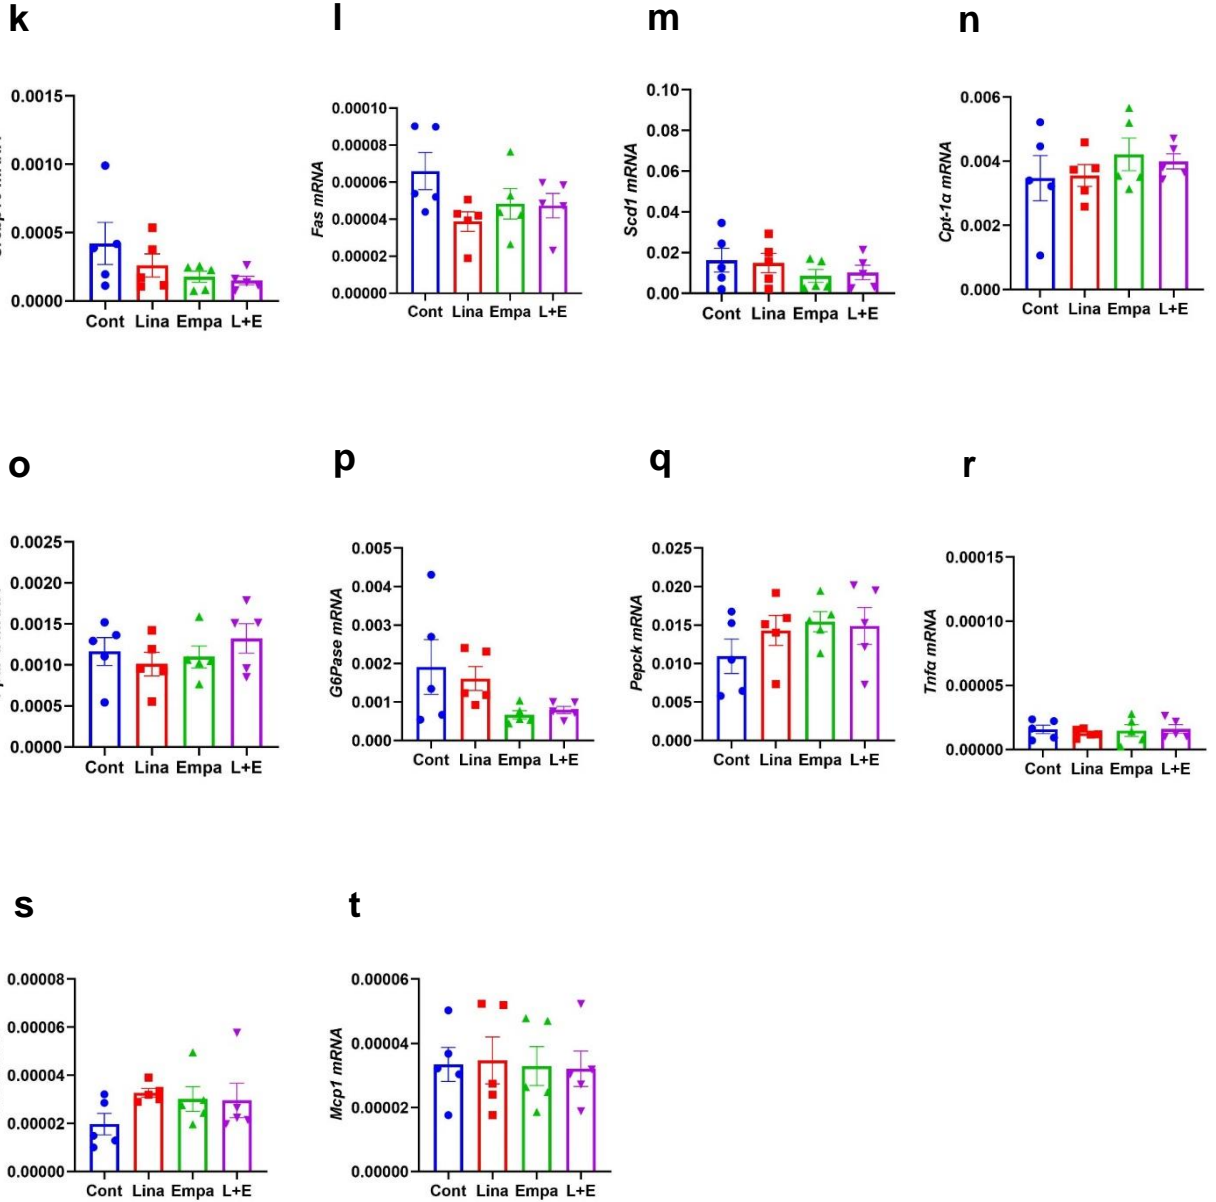 k
l
m
n
0.0015
0.0010
0.0005
0.0000
Cont Lina Empa L+E
Fas mRNA
0.00010
0.00008
0.00006
0.00004
0.00002
0.00000
Cont Lina Empa L+E
Scd1 mRNA
0.10
0.08
0.06
0.04
0.02
0.00
Cont Lina Empa L+E
Cpt-1α mRNA
0.006
0.004
0.002
0.000
Cont Lina Empa L+E
o
p
q
r
0.0025
0.0020
0.0015
0.0010
0.0005
0.0000
Cont Lina Empa L+E
G6Pase mRNA
0.005
0.004
0.003
0.002
0.001
0.000
Cont Lina Empa L+E
Pepck mRNA
0.025
0.020
0.015
0.010
0.005
0.000
Cont Lina Empa L+E
Tnfα mRNA
0.00015
0.00010
0.00005
0.00000
Cont Lina Empa L+E
s
t
0.00008
0.00006
0.00004
0.00002
0.00000
Cont Lina Empa L+E
Mcp1 mRNA
0.00006
0.00004
0.00002
0.00000
Cont Lina Empa L+E